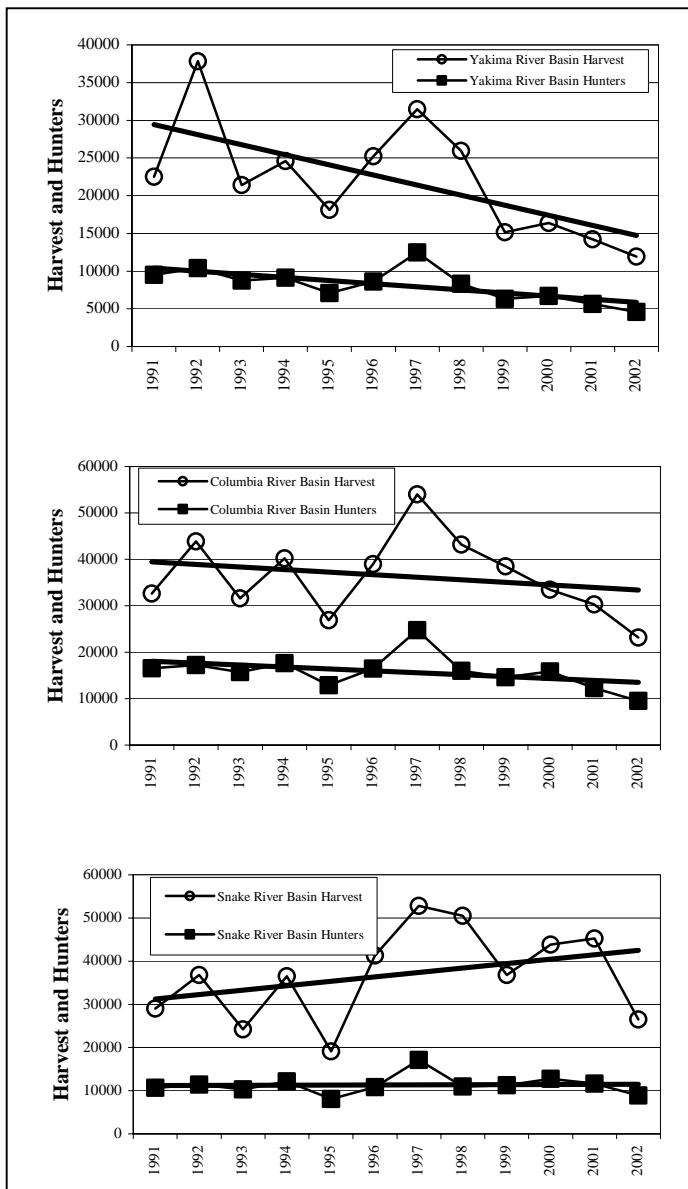 40000
35000
30000
25000
20000
15000
10000
5000
0
Harvest and Hunters
Yakima River Basin Harvest
Yakima River Basin Hunters
1991 1992 1993 1994 1995 1996 1997 1998 1999 2000 2001 2002
60000
50000
40000
30000
20000
10000
0
Harvest and Hunters
Columbia River Basin Harvest
Columbia River Basin Hunters
1991 1992 1993 1994 1995 1996 1997 1998 1999 2000 2001 2002
60000
50000
40000
30000
20000
10000
0
Harvest and Hunters
Snake River Basin Harvest
Snake River Basin Hunters
1991 1992 1993 1994 1995 1996 1997 1998 1999 2000 2001 2002